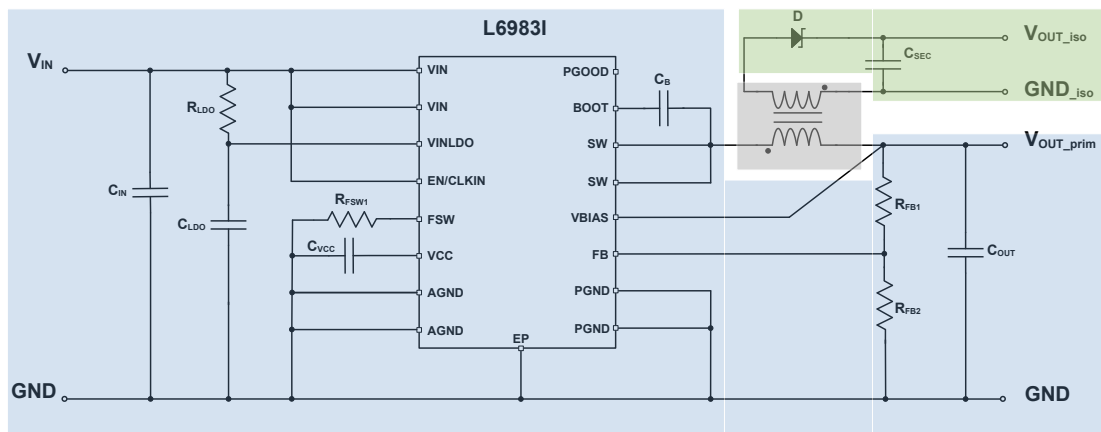 L6983I
D
VOUT_iso
CSEC
GND_iso
VIN
VIN
PGOOD
CB
RLDO
VIN
BOOT
VINLDO
SW
VOUT_prim
CIN
EN/CLKIN
SW
RFSW1
RFB1
CLDO
FSW
VBIAS
CVCC
VCC
FB
COUT
AGND
PGND
RFB2
AGND
PGND
EP
GND
GND